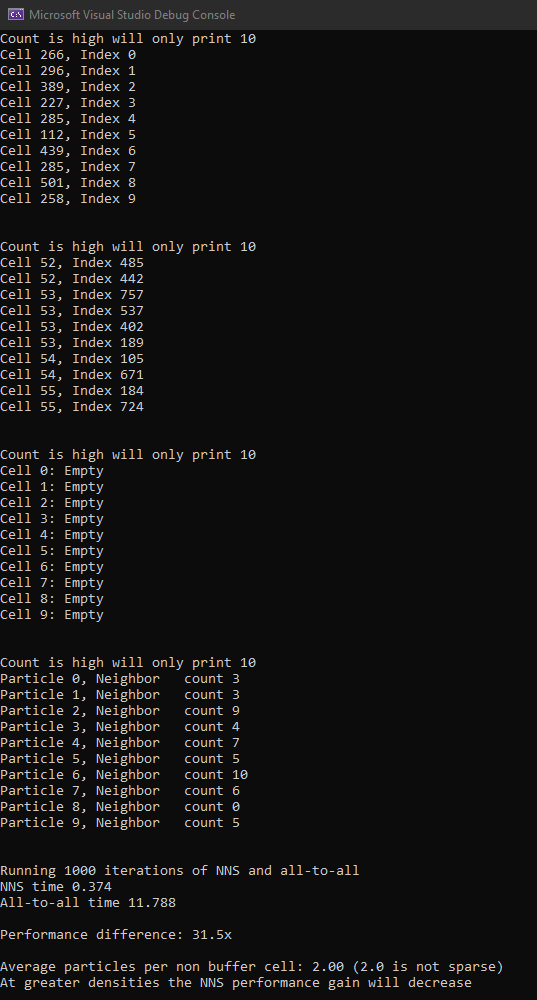 Microsoft Visual Studio Debug Console
Count is high will only print 10
Cell 266, Index 0
Cell 296, Index 1
Cell 389, Index 2
Cell 227, Index 3
Cell 285, Index 4
Cell 112, Index 5
Cell 439, Index 6
Cell 285, Index 7
Cell 501, Index 8
Cell 258, Index 9
Count is high will only print 10
Cell 52, Index 485
Cell 52, Index 442
Cell 53, Index 757
Cell 53, Index 537
Cell 53, Index 402
Cell 53, Index 189
Cell 54, Index 105
Cell 54, Index 671
Cell 55, Index 184
Cell 55, Index 724
Count is high will only print 10
Cell 0: Empty
Cell 1: Empty
Cell 2: Empty
Cell 3: Empty
Cell 4: Empty
Cell 5: Empty
Cell 6: Empty
Cell 7: Empty
Cell 8: Empty
Cell 9: Empty
Count is high will only print 10
Particle 0, Neighbor   count 3
Particle 1, Neighbor   count 3
Particle 2, Neighbor   count 9
Particle 3, Neighbor   count 4
Particle 4, Neighbor   count 7
Particle 5, Neighbor   count 5
Particle 6, Neighbor   count 10
Particle 7, Neighbor   count 6
Particle 8, Neighbor   count 0
Particle 9, Neighbor   count 5
Running 1000 iterations of NNS and all-to-all
NNS time 0.374
All-to-all time 11.788
Performance difference: 31.5x
Average particles per non buffer cell: 2.00 (2.0 is not sparse)
At greater densities the NNS performance gain will decrease